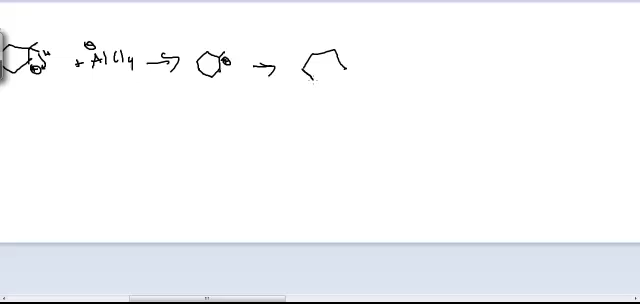 H
⊕ H + ⊖AlCl4 → ⊕ →